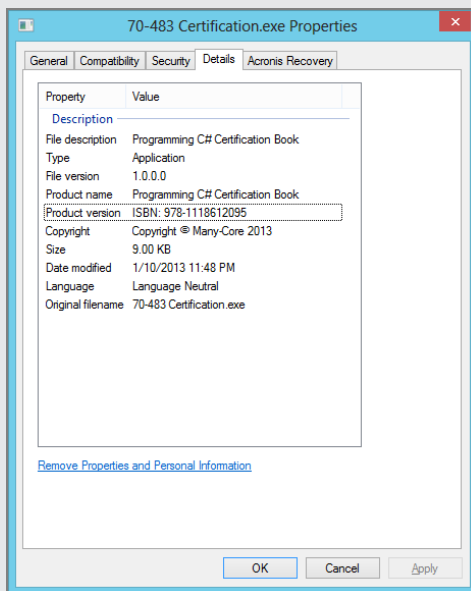 70-483 Certification.exe Properties
General Compatibility Security Details Acronis Recovery
Property Value
Description
File description Programming C# Certification Book
Type Application
File version 1.0.0.0
Product name Programming C# Certification Book
Product version ISBN: 978-1118612095
Copyright Copyright © Many-Core 2013
Size 9.00 KB
Date modified 1/10/2013 11:48 PM
Language Language Neutral
Original filename 70-483 Certification.exe
Remove Properties and Personal Information
OK Cancel Apply